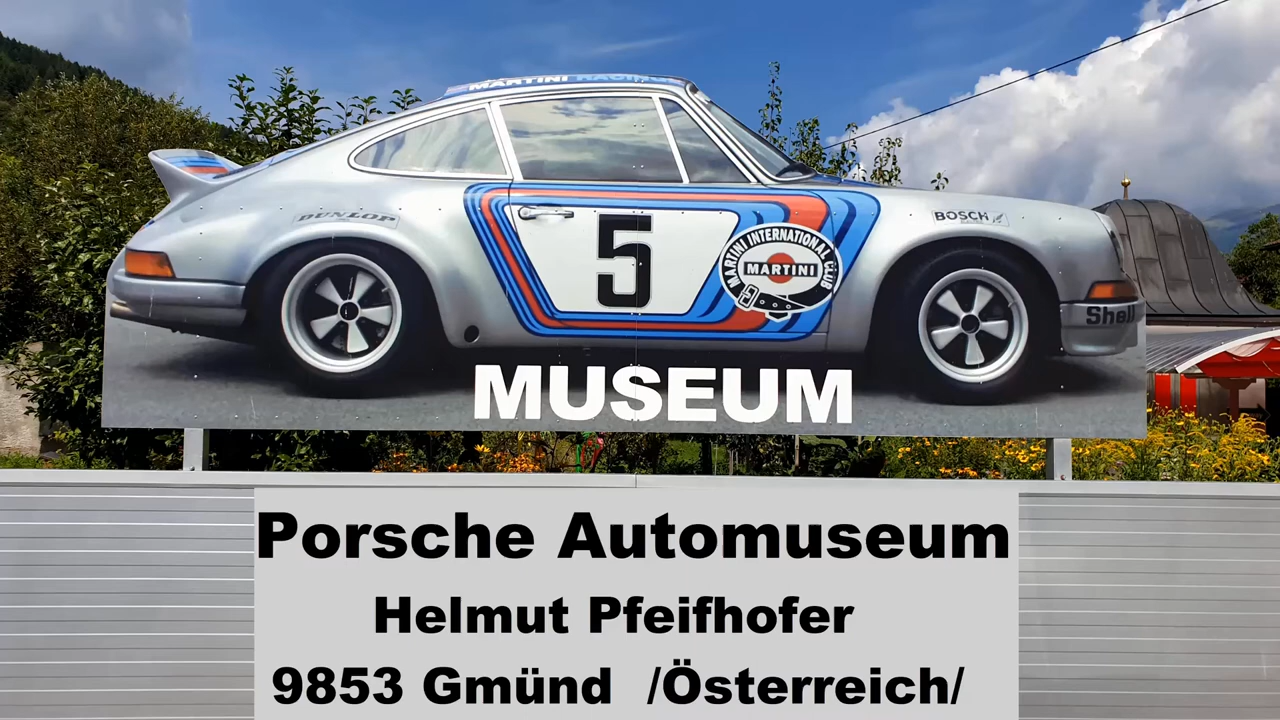 MARTINI RACING
DUNLOP
5
MARTINI INTERNATIONAL CLUB
MARTINI
BOSCH
Shell
MUSEUM
Porsche Automuseum
Helmut Pfeifhofer
9853 Gmünd /Österreich/